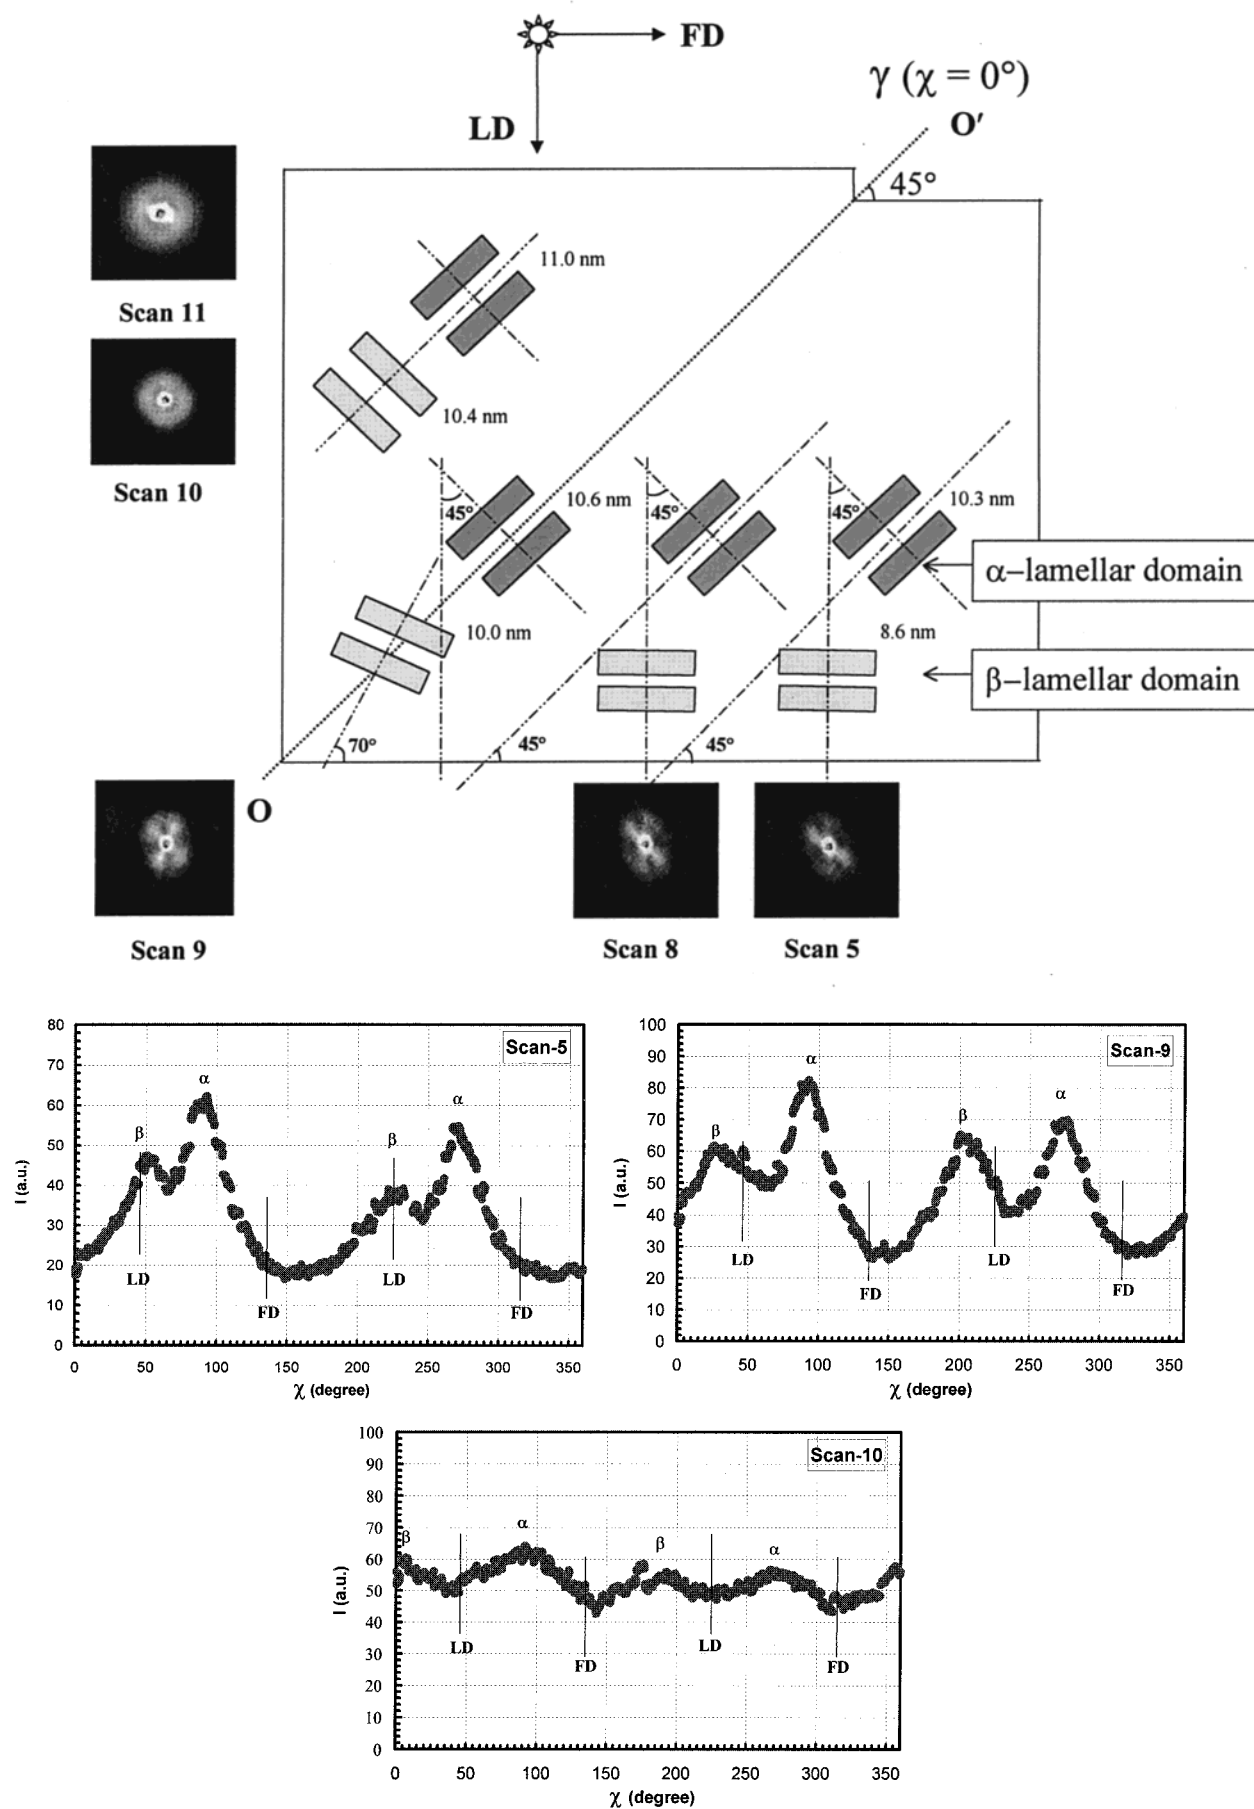 FD
γ (χ = 0°)
LD
O'
45°
11.0 nm
Scan 11
10.4 nm
Scan 10
10.6 nm
10.3 nm
45°
45°
45°
α–lamellar domain
10.0 nm
8.6 nm
β–lamellar domain
70°
45°
45°
O
Scan 9
Scan 8
Scan 5
80
70
60
50
40
30
20
10
0
I (a.u.)
Scan-5
α
β
α
β
LD
LD
FD
FD
0
50
100
150
200
250
300
350
χ (degree)
100
90
80
70
60
50
40
30
20
10
0
I (a.u.)
Scan-9
α
β
α
β
LD
LD
FD
FD
0
50
100
150
200
250
300
350
χ (degree)
100
90
80
70
60
50
40
30
20
10
0
I (a.u.)
Scan-10
β
α
β
α
LD
LD
FD
FD
0
50
100
150
200
250
300
350
χ (degree)